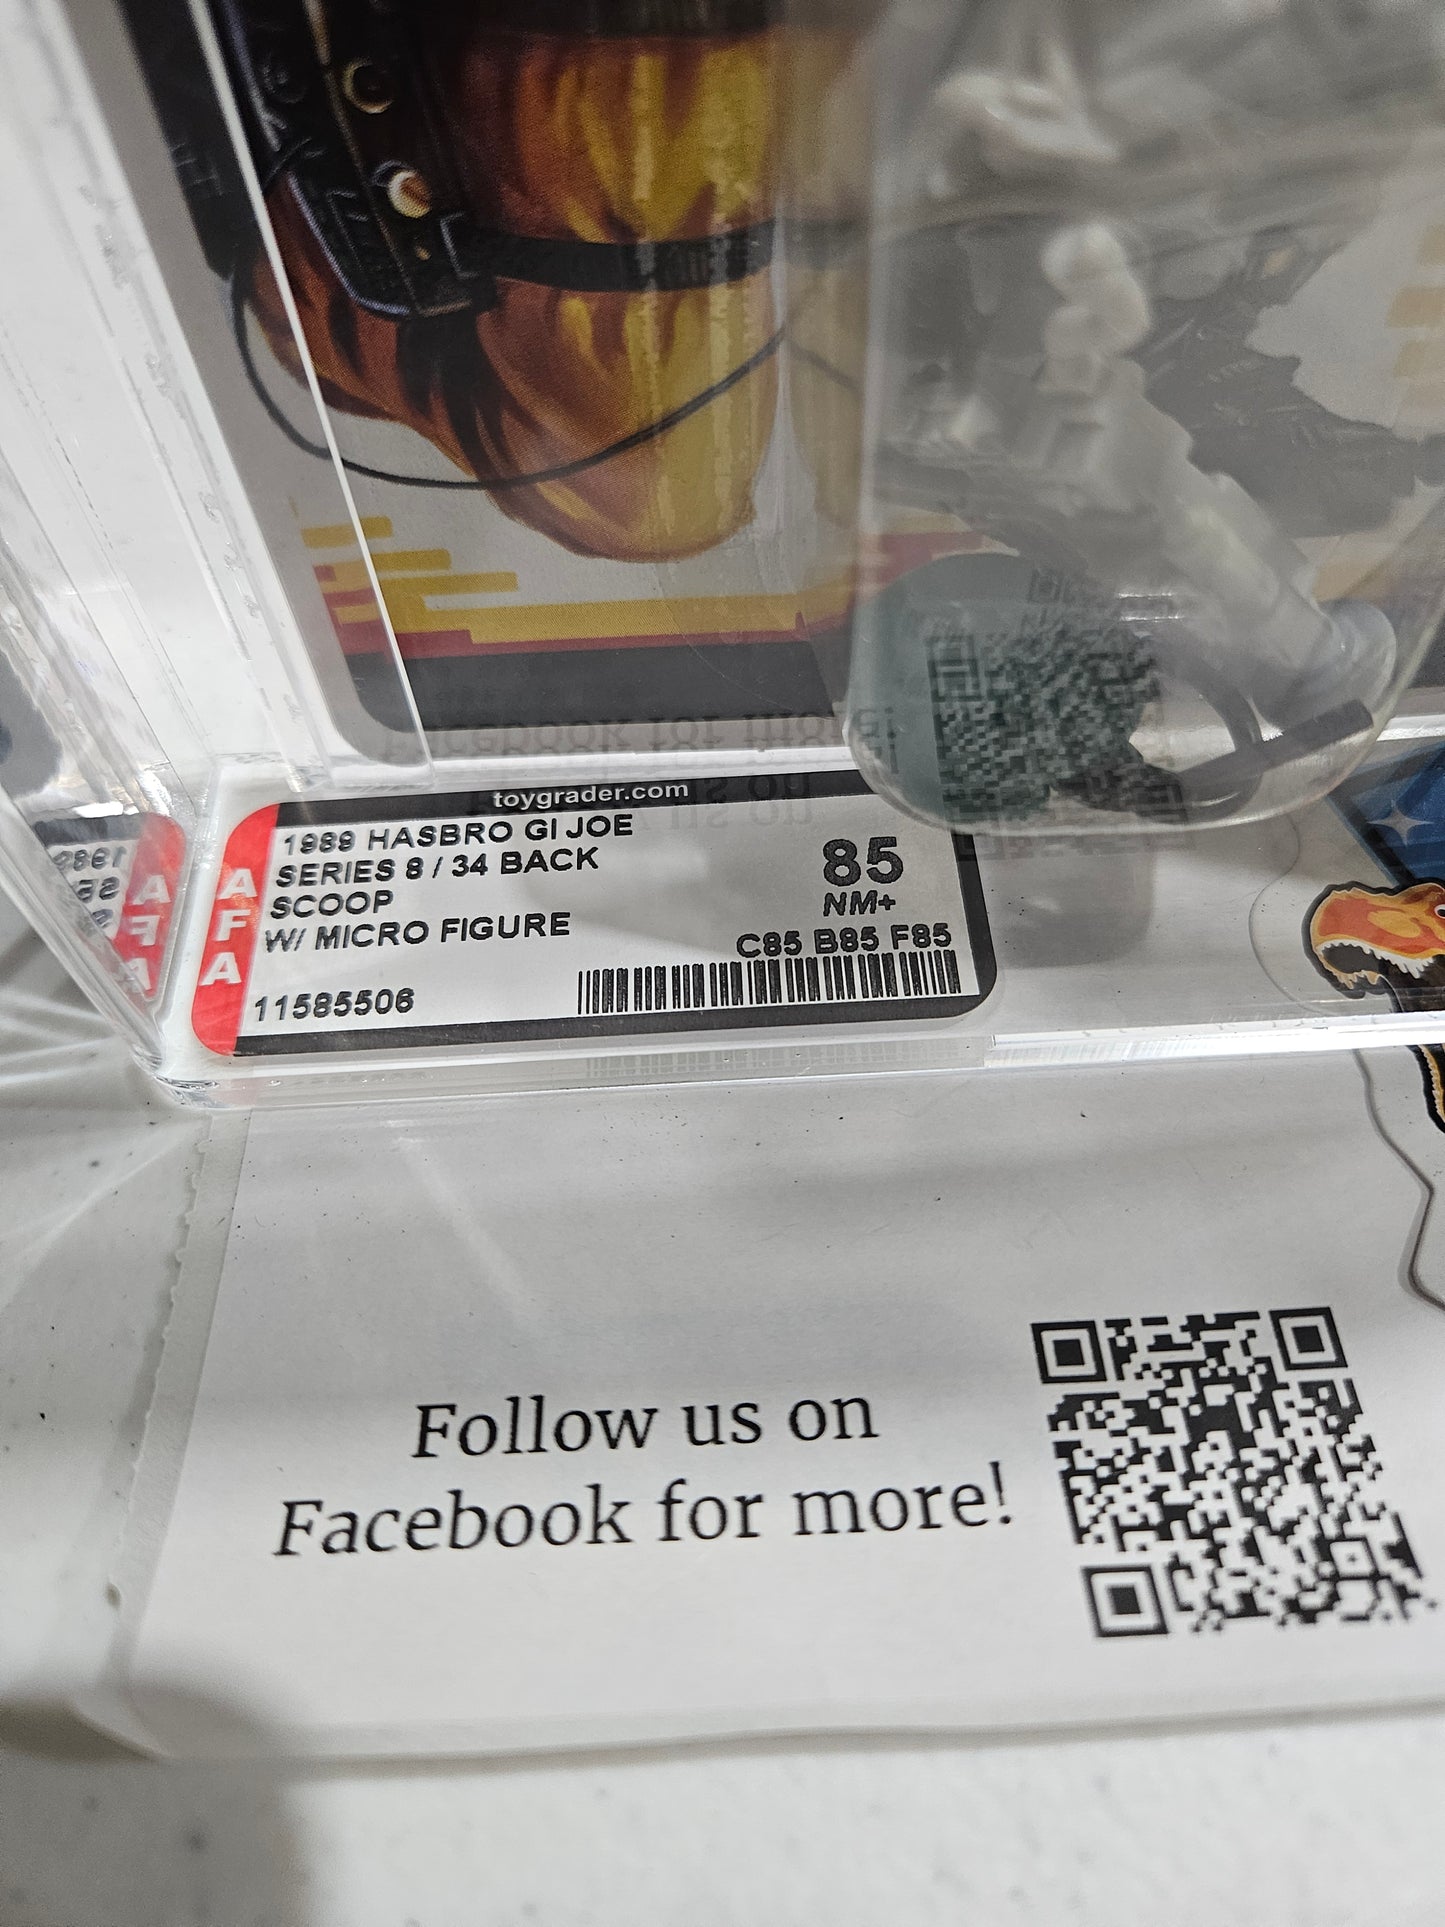 toygrader.com
AFA
1989 HASBRO GI JOE
SERIES 8 / 34 BACK
SCOOP
W/ MICRO FIGURE
85
NM+
C85 B85 F85
11585506
Follow us on
Facebook for more!